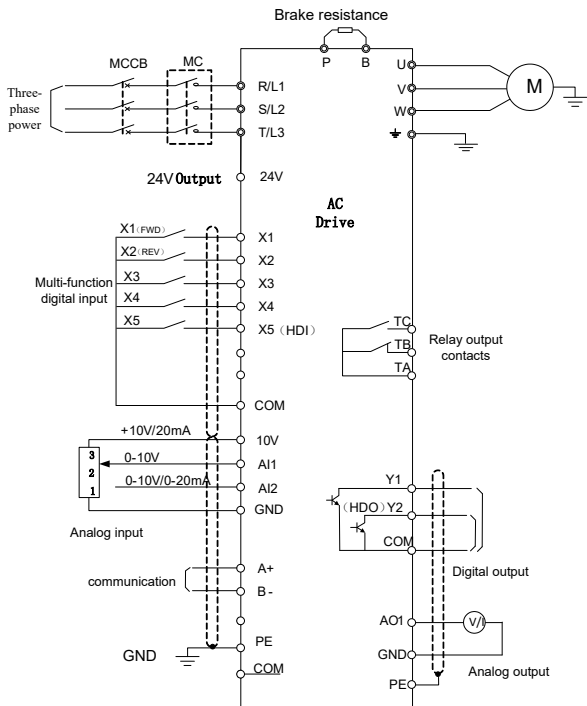 Brake resistance
P B
MCCB MC
Three-
phase
power
R/L1
S/L2
T/L3
U
V
W
M
24V Output 24V
AC
Drive
X1(FWD) X1
X2(REV) X2
X3 X3
X4 X4
X5 X5(HDI)
Multi-function
digital input
TC
TB
TA
Relay output
contacts
COM
+10V/20mA 10V
3
2
1
0-10V AI1
0-10V/0-20mA AI2
GND
Analog input
Y1
(HDO) Y2
COM
Digital output
communication
A+
B -
AO1 V/I
GND
Analog output
PE
GND PE
COM